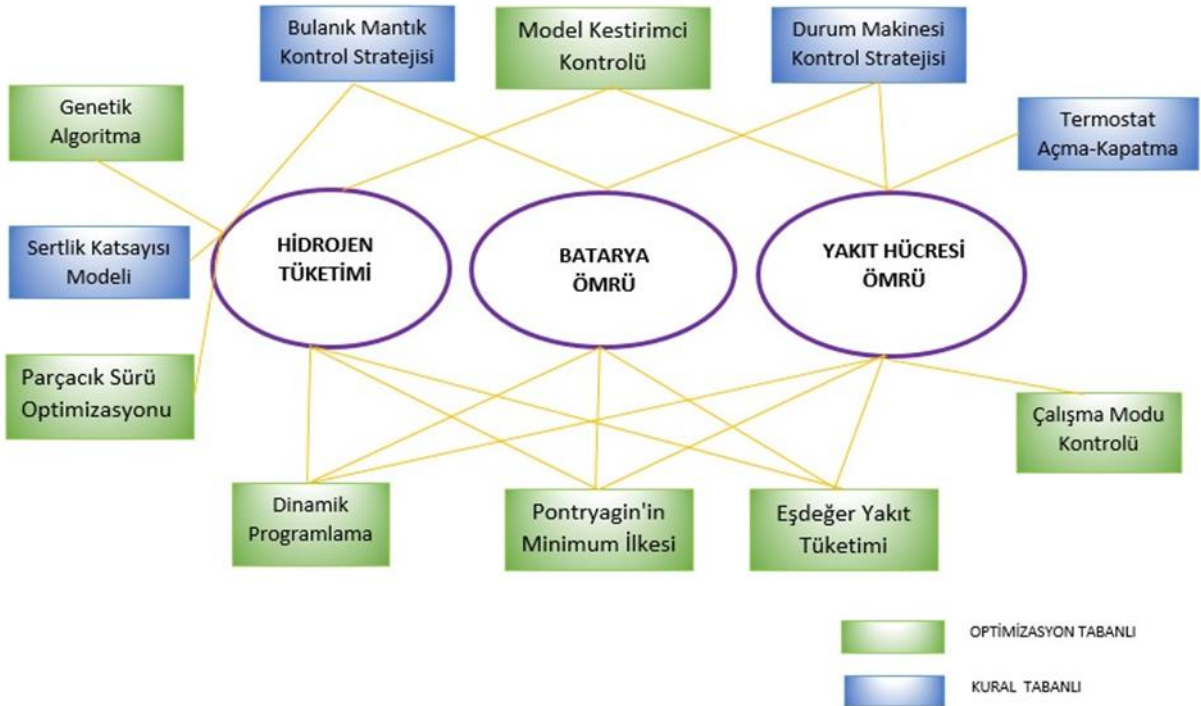 Bulanık Mantık
Kontrol Stratejisi
Model Kestirimci
Kontrolü
Durum Makinesi
Kontrol Stratejisi
Genetik
Algoritma
Termostat
Açma-Kapatma
Sertlik Katsayısı
Modeli
HİDROJEN
TÜKETİMİ
BATARYA
ÖMRÜ
YAKIT HÜCRESİ
ÖMRÜ
Parçacık Sürü
Optimizasyonu
Çalışma Modu
Kontrolü
Dinamik
Programlama
Pontryagin'in
Minimum İlkesi
Eşdeğer Yakıt
Tüketimi
OPTİMİZASYON TABANLI
KURAL TABANLI